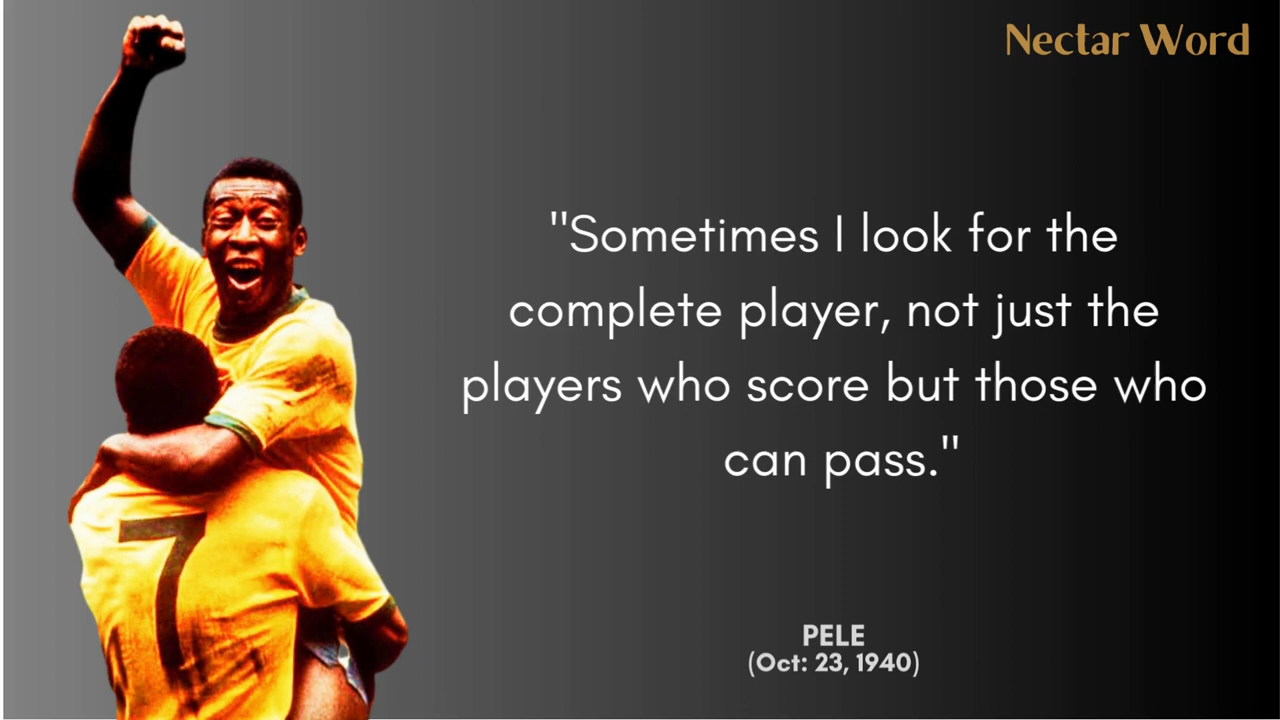 Nectar Word
"Sometimes I look for the
complete player, not just the
players who score but those who
can pass."
7
PELE
(Oct: 23, 1940)